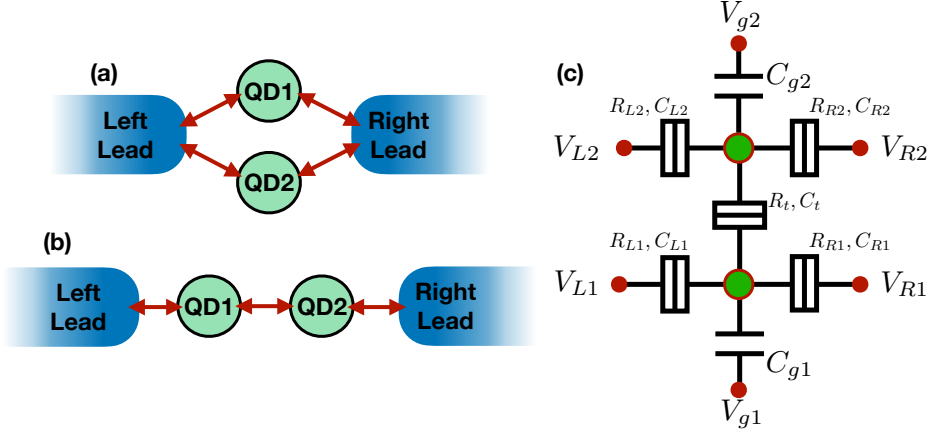 (a)
QD1
Left
Lead
Right
Lead
QD2
(b)
Left
Lead
QD1
QD2
Right
Lead
(c)
V_{g2}
C_{g2}
R_{L2}, C_{L2}
R_{R2}, C_{R2}
V_{L2}
V_{R2}
R_t, C_t
R_{L1}, C_{L1}
R_{R1}, C_{R1}
V_{L1}
V_{R1}
C_{g1}
V_{g1}